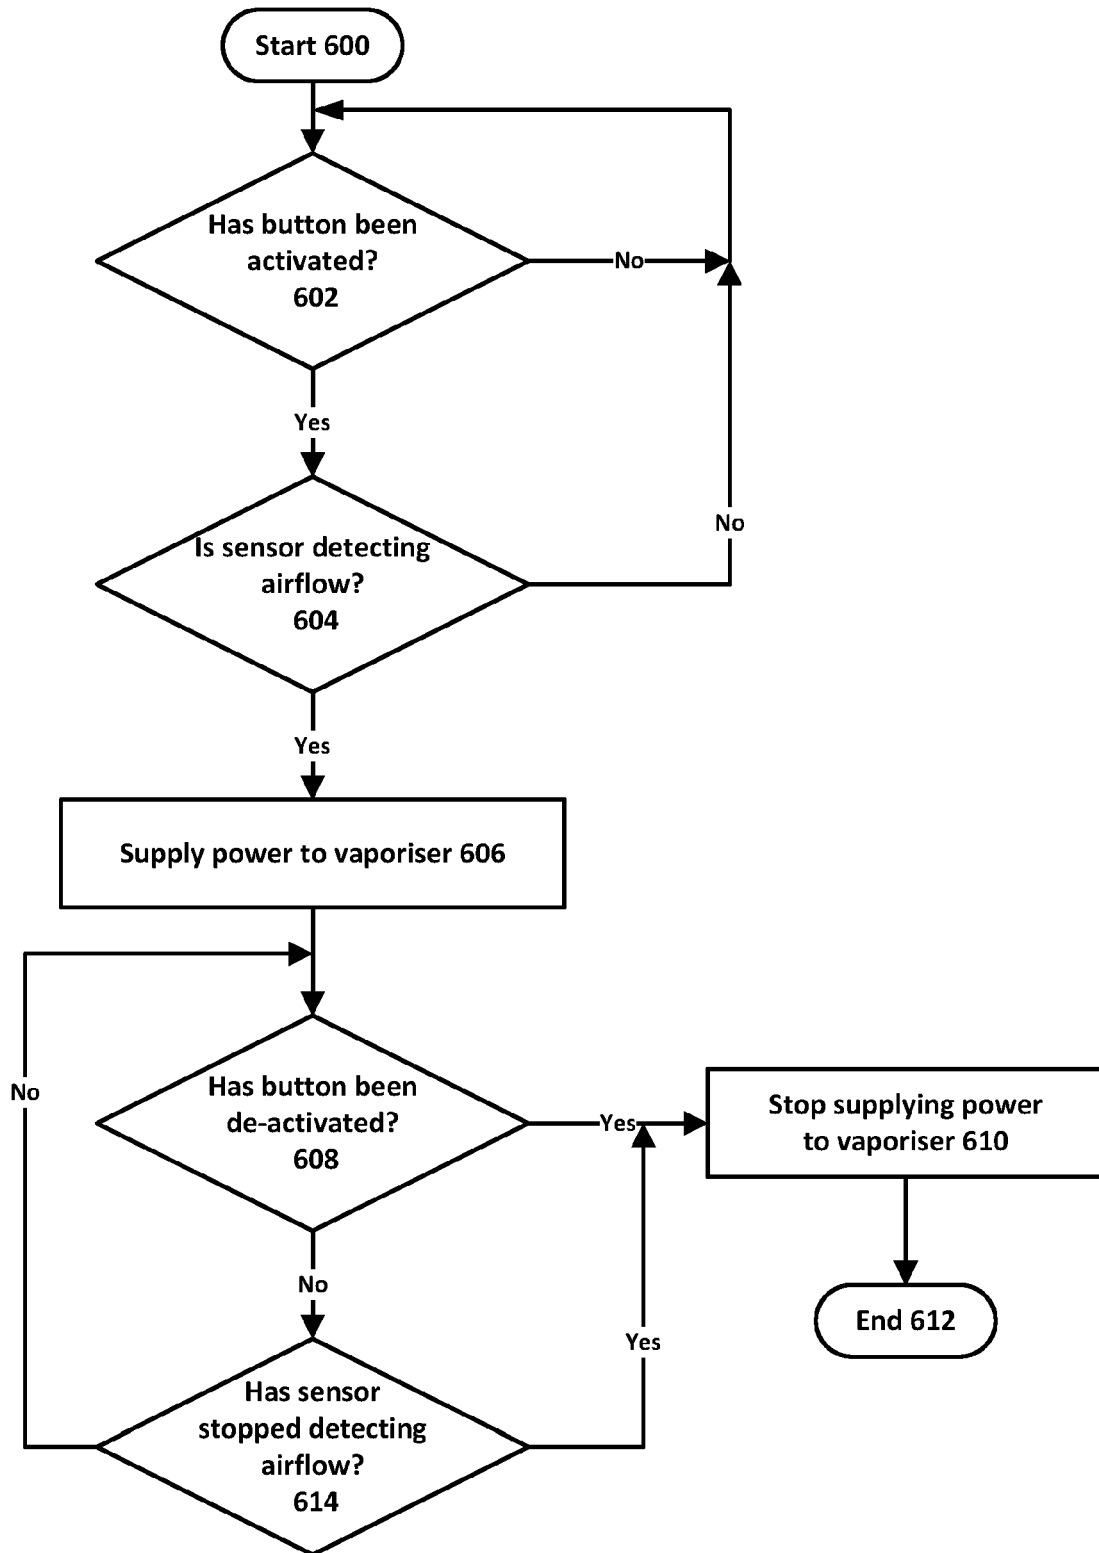 Start 600
Has button been
activated?
602
No
Yes
Is sensor detecting
airflow?
604
No
Yes
Supply power to vaporiser 606
No
Has button been
de-activated?
608
Yes
Stop supplying power
to vaporiser 610
No
End 612
Yes
Has sensor
stopped detecting
airflow?
614